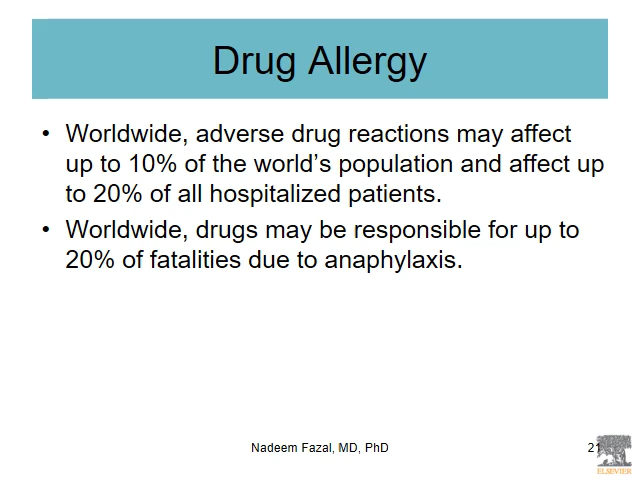 Drug Allergy
• Worldwide, adverse drug reactions may affect
up to 10% of the world’s population and affect up
to 20% of all hospitalized patients.
• Worldwide, drugs may be responsible for up to
20% of fatalities due to anaphylaxis.
Nadeem Fazal, MD, PhD
21
ELSEVIER